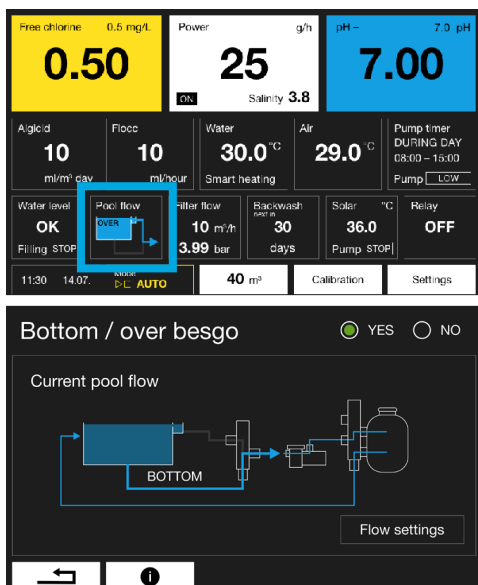 Free chlorine 0.5 mg/L
0.50
Power g/h
25
ON Salinity 3.8
pH – 7.0 pH
7.00
Algicid
10
ml/m³ day
Flocc
10
ml/hour
Water
30.0 °C
Smart heating
Air
29.0 °C
Pump timer
DURING DAY
08:00 – 15:00
Pump LOW
Water level
OK
Filling STOP
Pool flow
OVER
Filter flow
10 m³/h
3.99 bar
Backwash
next in
30
days
Solar °C
36.0
Pump STOP
Relay
OFF
11:30 14.07.
Mode
AUTO
40 m³
Calibration
Settings
Bottom / over besgo YES NO
Current pool flow
BOTTOM
Flow settings
i